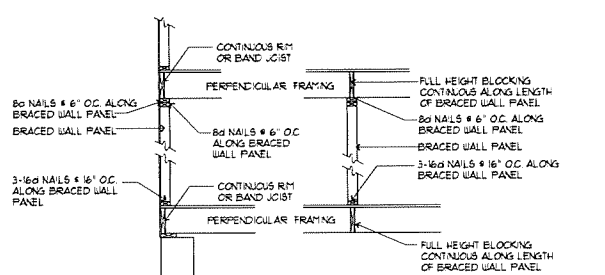 CONTINUOUS RIM
OR BAND JOIST
PERPENDICULAR FRAMING
FULL HEIGHT BLOCKING
CONTINUOUS ALONG LENGTH
OF BRACED WALL PANEL
8d NAILS @ 6" O.C. ALONG
BRACED WALL PANEL
BRACED WALL PANEL
8d NAILS @ 6" O.C.
ALONG BRACED
WALL PANEL
8d NAILS @ 6" O.C. ALONG
BRACED WALL PANEL
BRACED WALL PANEL
3-16d NAILS @ 16" O.C.
ALONG BRACED WALL
PANEL
3-16d NAILS @ 16" O.C. ALONG
BRACED WALL PANEL
CONTINUOUS RIM
OR BAND JOIST
PERPENDICULAR FRAMING
FULL HEIGHT BLOCKING
CONTINUOUS ALONG LENGTH
OF BRACED WALL PANEL